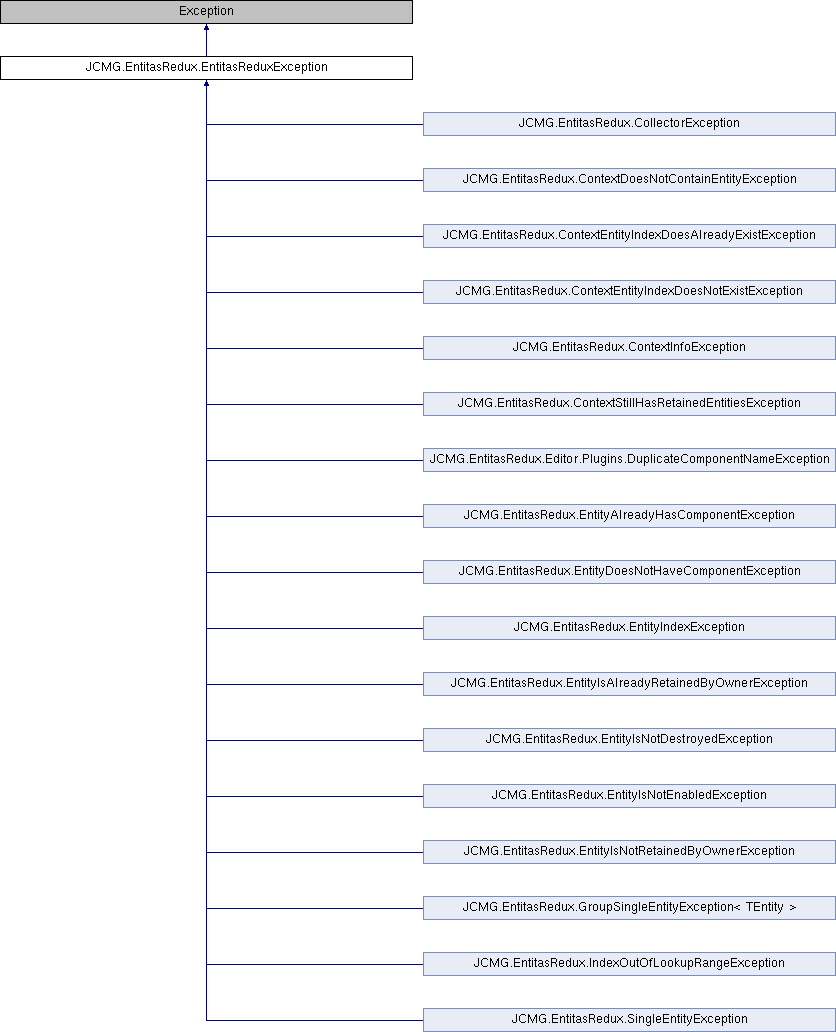 Exception
JCMG.EntitasRedux.EntitasReduxException
JCMG.EntitasRedux.CollectorException
JCMG.EntitasRedux.ContextDoesNotContainEntityException
JCMG.EntitasRedux.ContextEntityIndexDoesAlreadyExistException
JCMG.EntitasRedux.ContextEntityIndexDoesNotExistException
JCMG.EntitasRedux.ContextInfoException
JCMG.EntitasRedux.ContextStillHasRetainedEntitiesException
JCMG.EntitasRedux.Editor.Plugins.DuplicateComponentNameException
JCMG.EntitasRedux.EntityAlreadyHasComponentException
JCMG.EntitasRedux.EntityDoesNotHaveComponentException
JCMG.EntitasRedux.EntityIndexException
JCMG.EntitasRedux.EntityIsAlreadyRetainedByOwnerException
JCMG.EntitasRedux.EntityIsNotDestroyedException
JCMG.EntitasRedux.EntityIsNotEnabledException
JCMG.EntitasRedux.EntityIsNotRetainedByOwnerException
JCMG.EntitasRedux.GroupSingleEntityException< TEntity >
JCMG.EntitasRedux.IndexOutOfLookupRangeException
JCMG.EntitasRedux.SingleEntityException